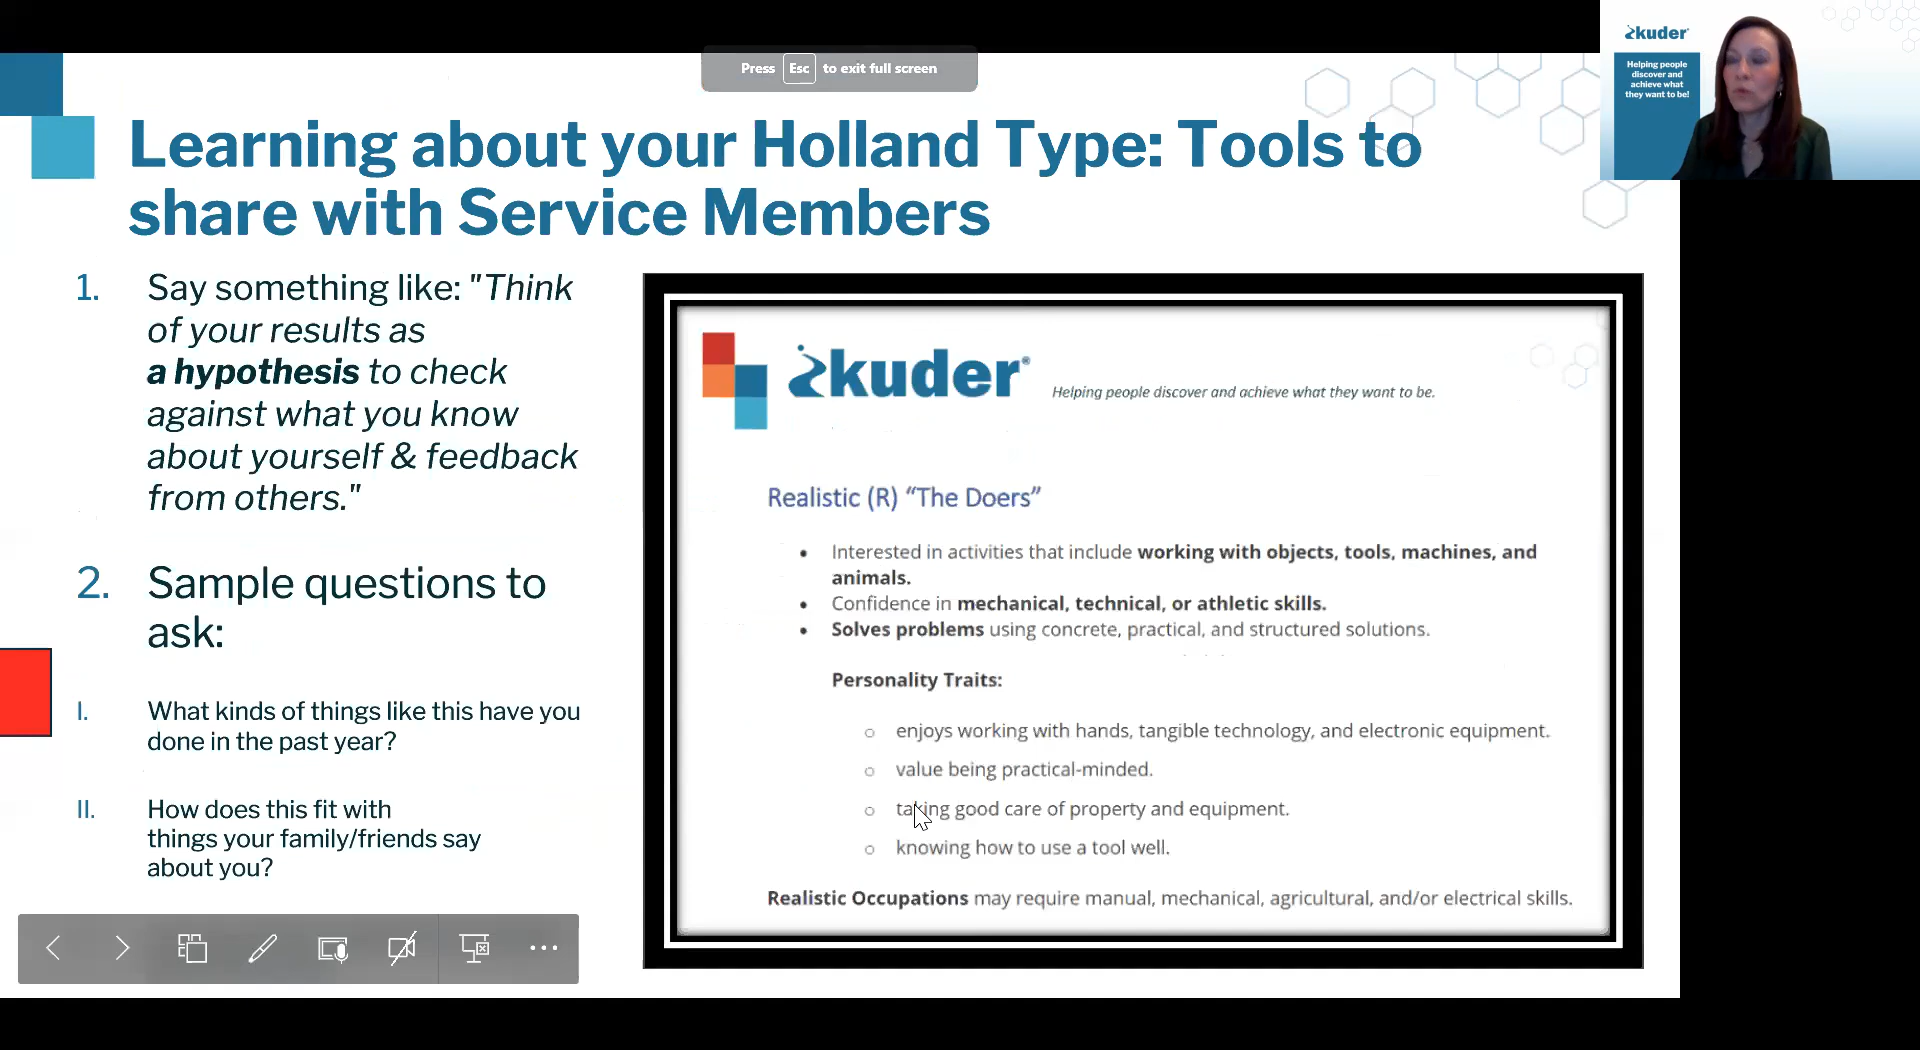 Press Esc to exit full screen
kuder
Helping people
discover and
achieve what
they want to be!
Learning about your Holland Type: Tools to
share with Service Members
1. Say something like: "Think
of your results as
a hypothesis to check
against what you know
about yourself & feedback
from others."
2. Sample questions to
ask:
I. What kinds of things like this have you
done in the past year?
II. How does this fit with
things your family/friends say
about you?
kuder®
Helping people discover and achieve what they want to be.
Realistic (R) “The Doers”
• Interested in activities that include working with objects, tools, machines, and
animals.
• Confidence in mechanical, technical, or athletic skills.
• Solves problems using concrete, practical, and structured solutions.
Personality Traits:
○ enjoys working with hands, tangible technology, and electronic equipment.
○ value being practical-minded.
○ taking good care of property and equipment.
○ knowing how to use a tool well.
Realistic Occupations may require manual, mechanical, agricultural, and/or electrical skills.